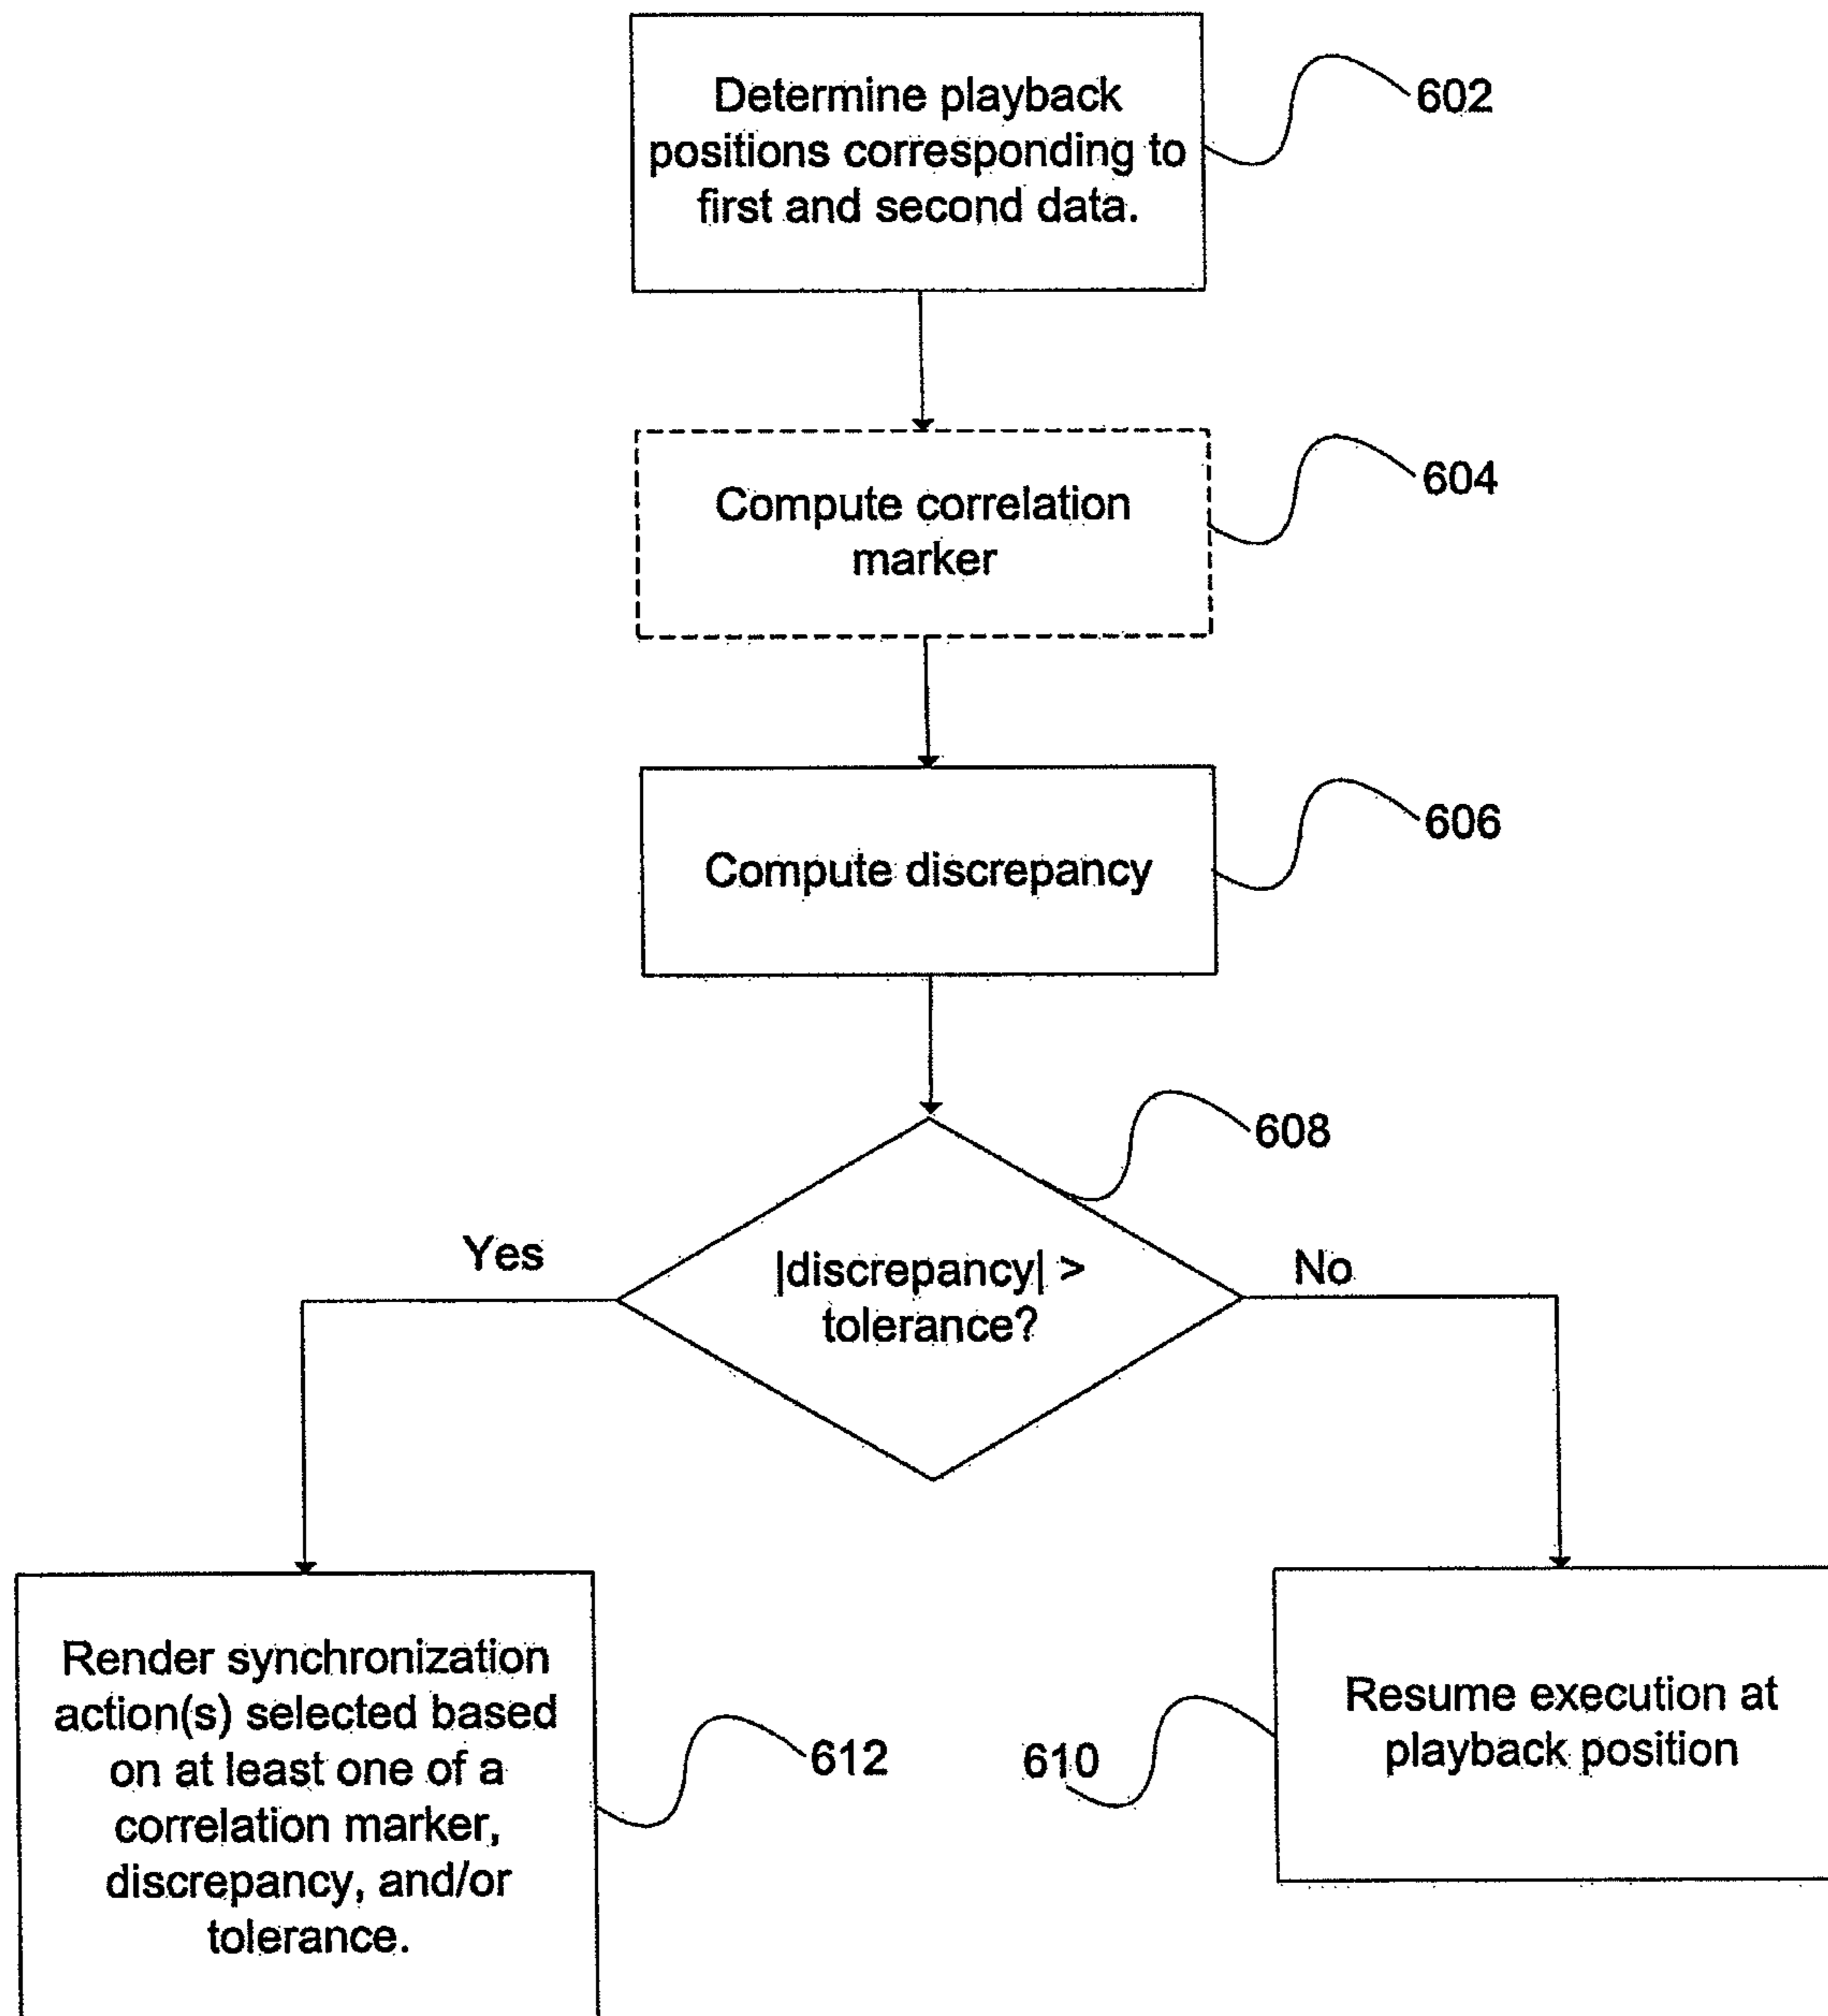 Determine playback
positions corresponding to
first and second data.
602
Compute correlation
marker
604
Compute discrepancy
606
608
Yes
|discrepancy| >
tolerance?
No
Render synchronization
action(s) selected based
on at least one of a
correlation marker,
discrepancy, and/or
tolerance.
612
610
Resume execution at
playback position